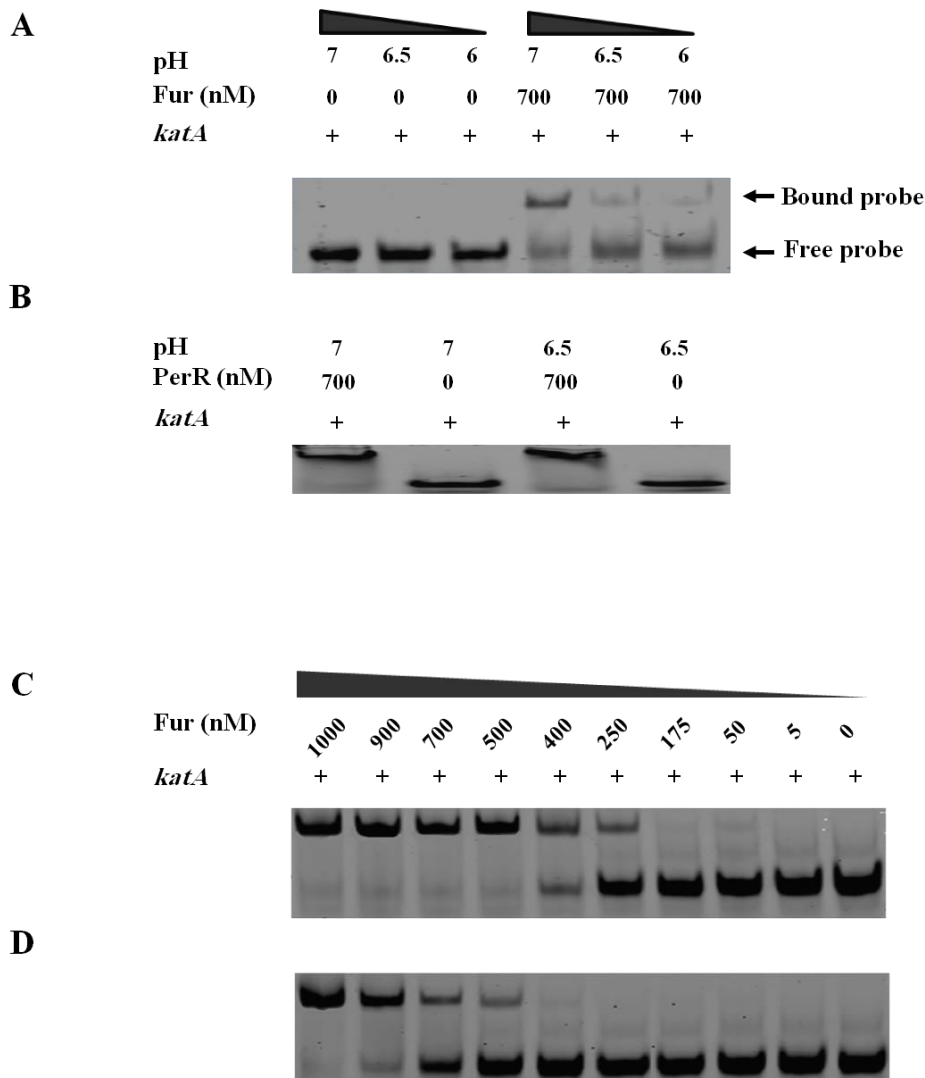 A
pH 7 6.5 6 7 6.5 6
Fur (nM) 0 0 0 700 700 700
katA + + + + + +
Bound probe
Free probe
B
pH 7 7 6.5 6.5
PerR (nM) 700 0 700 0
katA + + + +
C
Fur (nM) 1000 900 700 500 400 250 175 50 5 0
katA + + + + + + + + + +
D